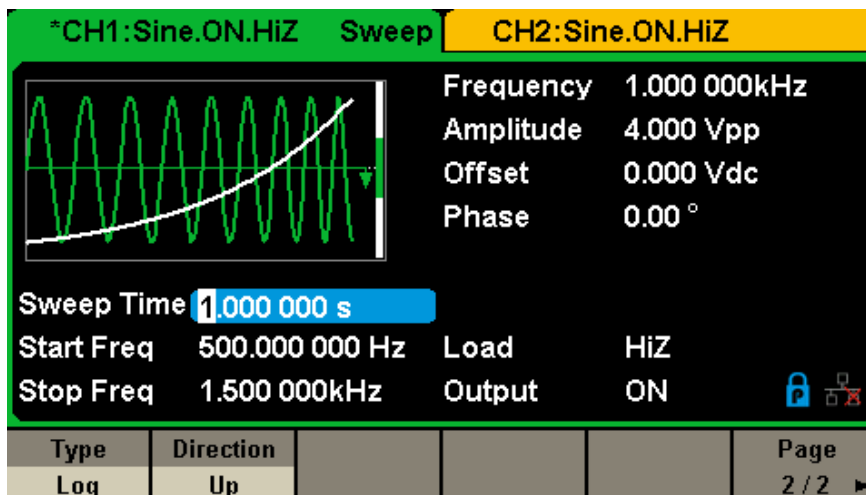 *CH1:Sine.ON.HiZ Sweep CH2:Sine.ON.HiZ
Frequency 1.000 000kHz
Amplitude 4.000 Vpp
Offset 0.000 Vdc
Phase 0.00 °
Sweep Time 1.000 000 s
Start Freq 500.000 000 Hz Load HiZ
Stop Freq 1.500 000kHz Output ON
Type Direction Page
Log Up 2 / 2